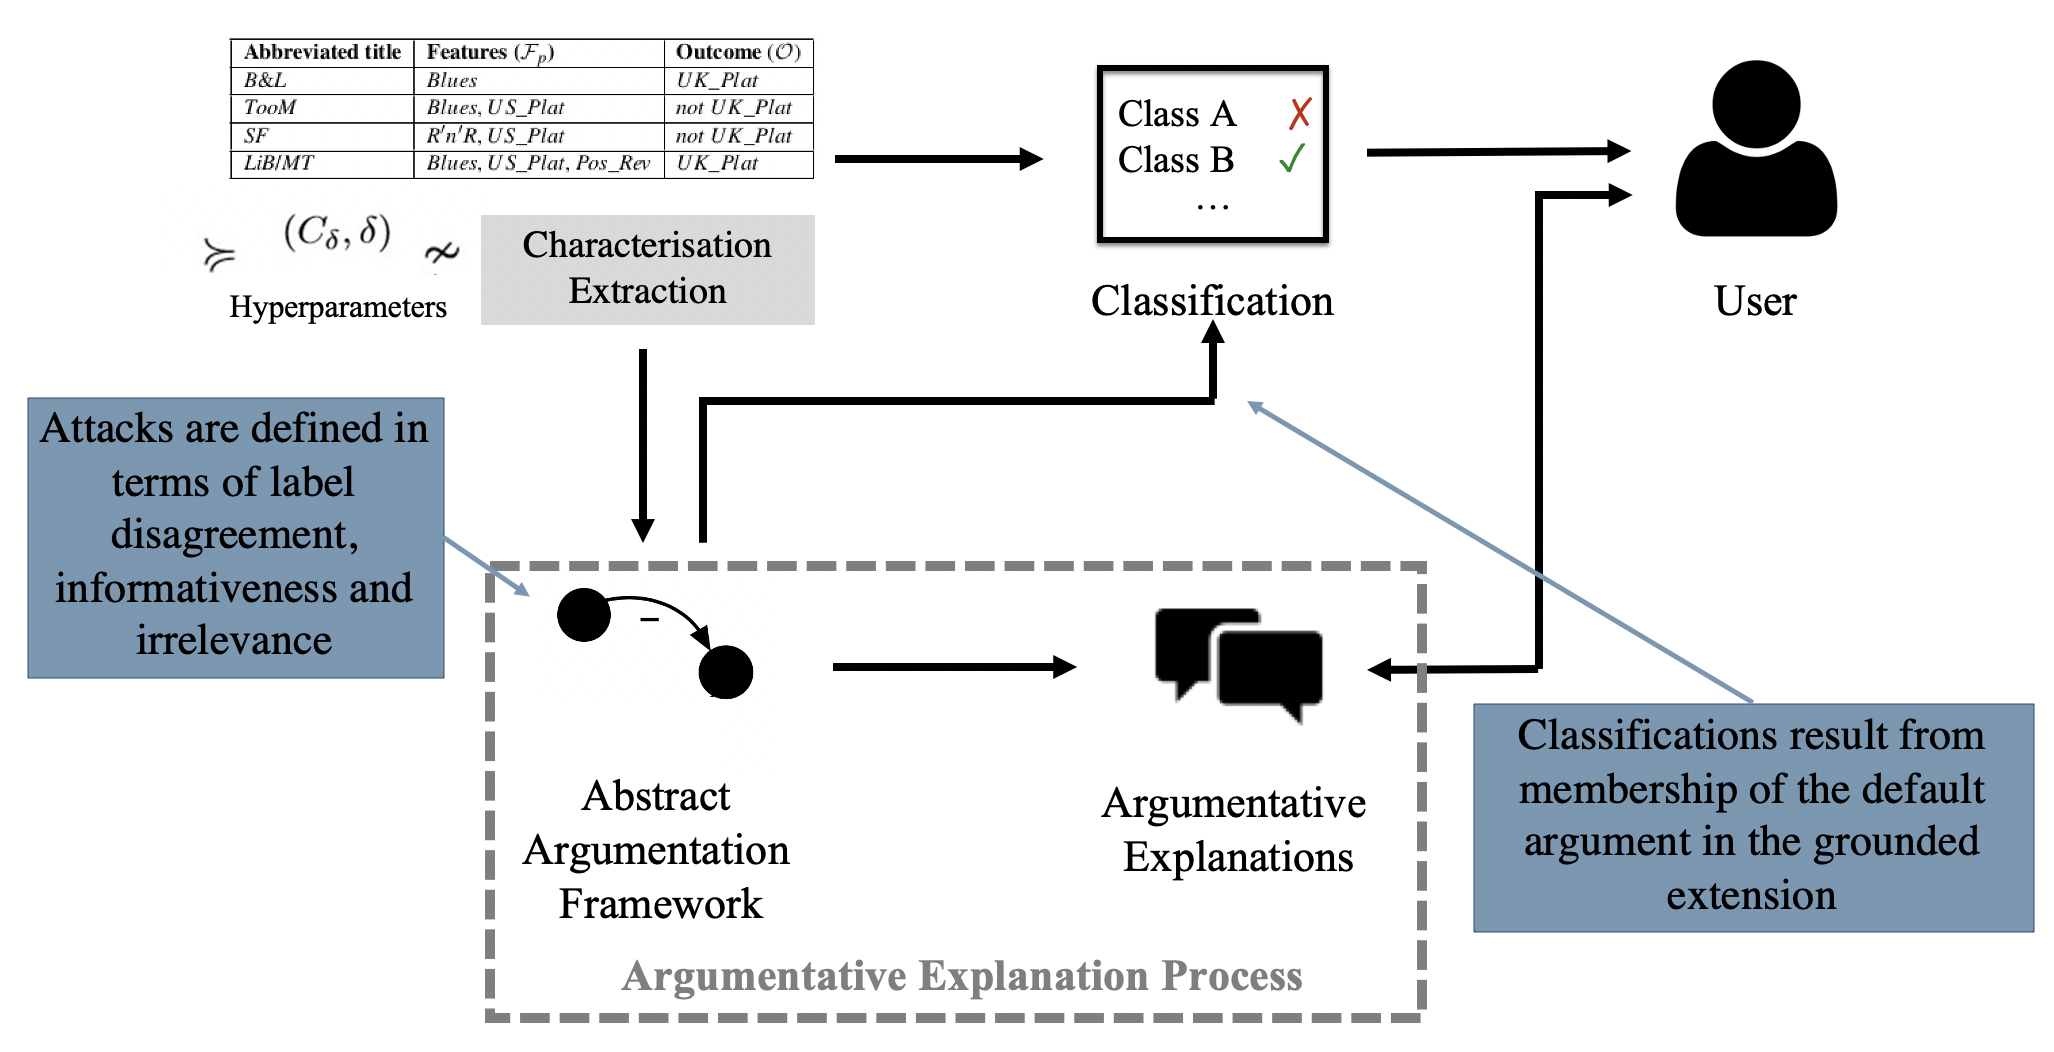 Abbreviated title Features (𝓕ₚ) Outcome (𝒪)
B&L Blues UK_Plat
TooM Blues, US_Plat not UK_Plat
SF R'n'R, US_Plat not UK_Plat
LiB/MT Blues, US_Plat, Pos_Rev UK_Plat
≽ (C_δ, δ) ≁
Hyperparameters
Characterisation
Extraction
Class A ✗
Class B ✓
…
Classification
User
Attacks are defined in
terms of label
disagreement,
informativeness and
irrelevance
–
Abstract
Argumentation
Framework
Argumentative
Explanations
Argumentative Explanation Process
Classifications result from
membership of the default
argument in the grounded
extension